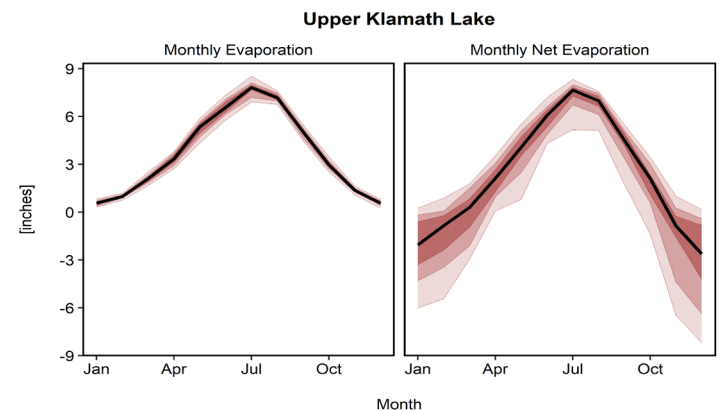 Upper Klamath Lake
Monthly Evaporation
Monthly Net Evaporation
9
6
3
0
-3
-6
-9
[inches]
Jan Apr Jul Oct
Jan Apr Jul Oct
Month